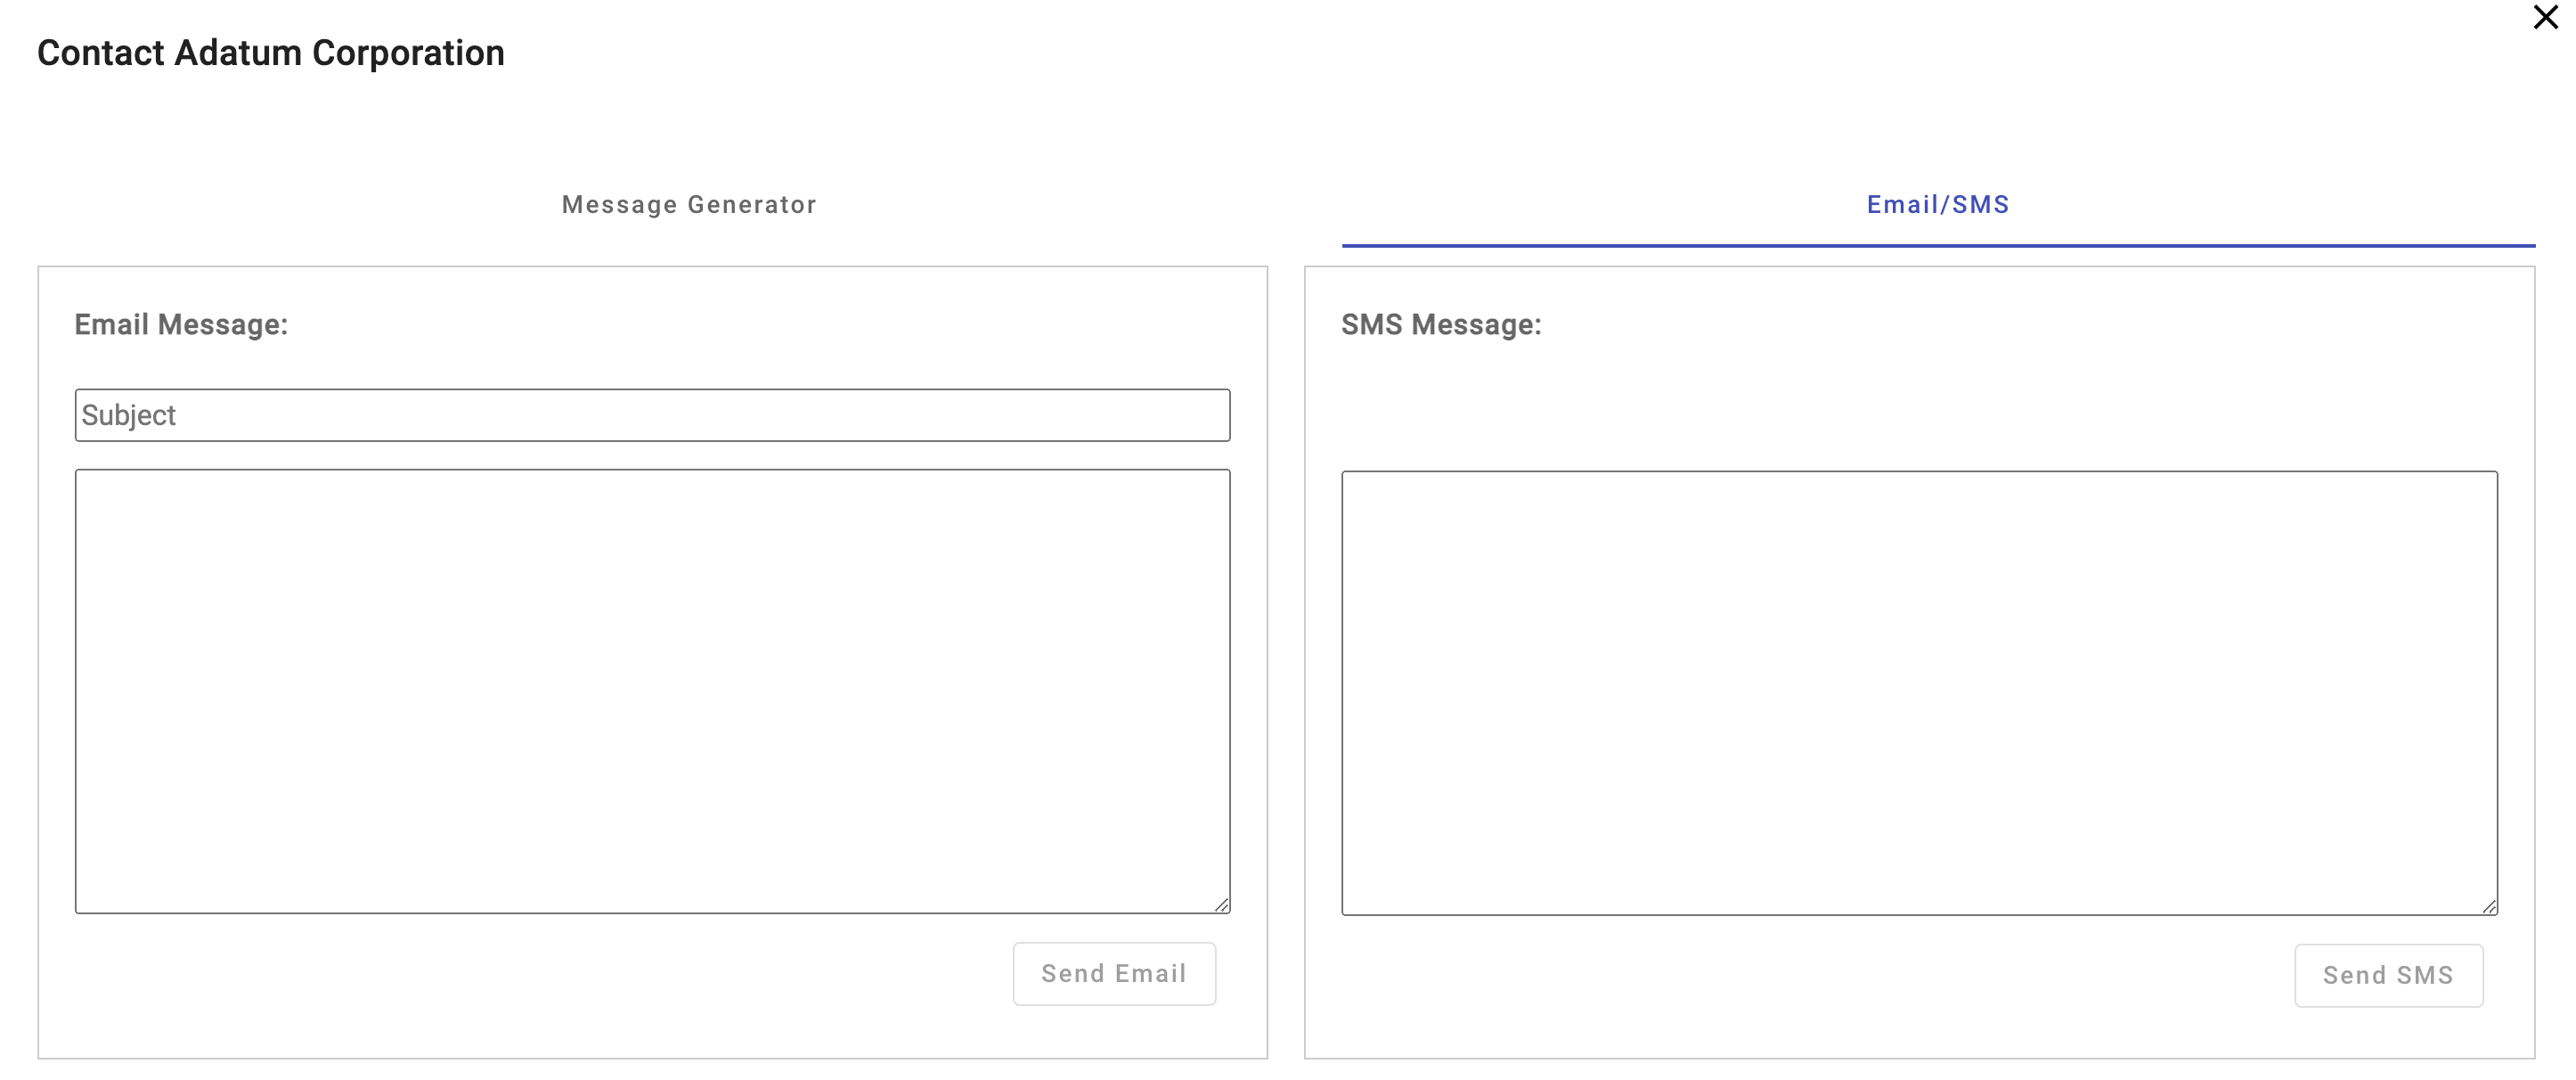 Contact Adatum Corporation
Message Generator
Email/SMS
Email Message:
Subject
Send Email
SMS Message:
Send SMS